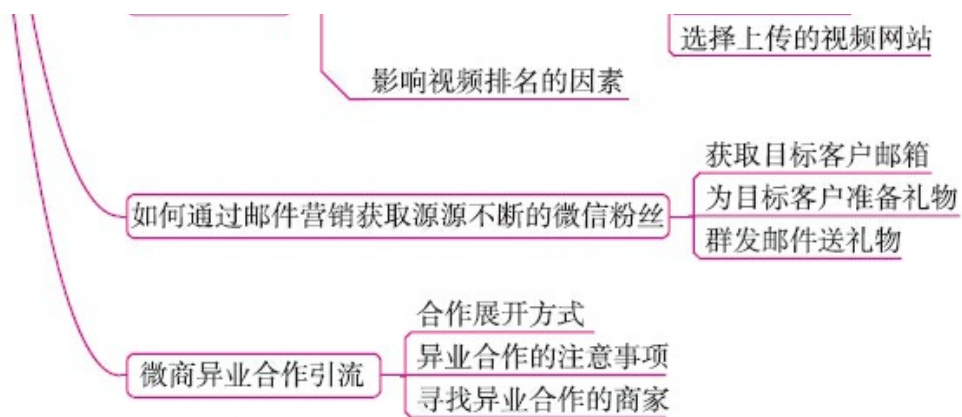 选择上传的视频网站
影响视频排名的因素
如何通过邮件营销获取源源不断的微信粉丝
获取目标客户邮箱
为目标客户准备礼物
群发邮件送礼物
微商异业合作引流
合作展开方式
异业合作的注意事项
寻找异业合作的商家